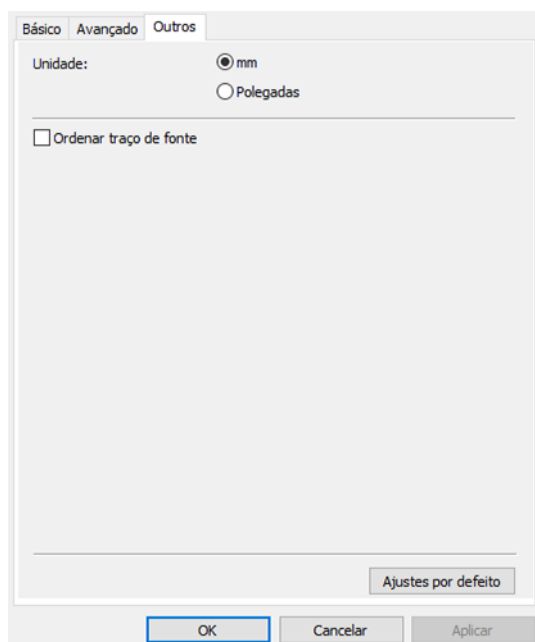 Básico Avançado Outros
Unidade: mm
Polegadas
Ordenar traço de fonte
Ajustes por defeito
OK Cancelar Aplicar